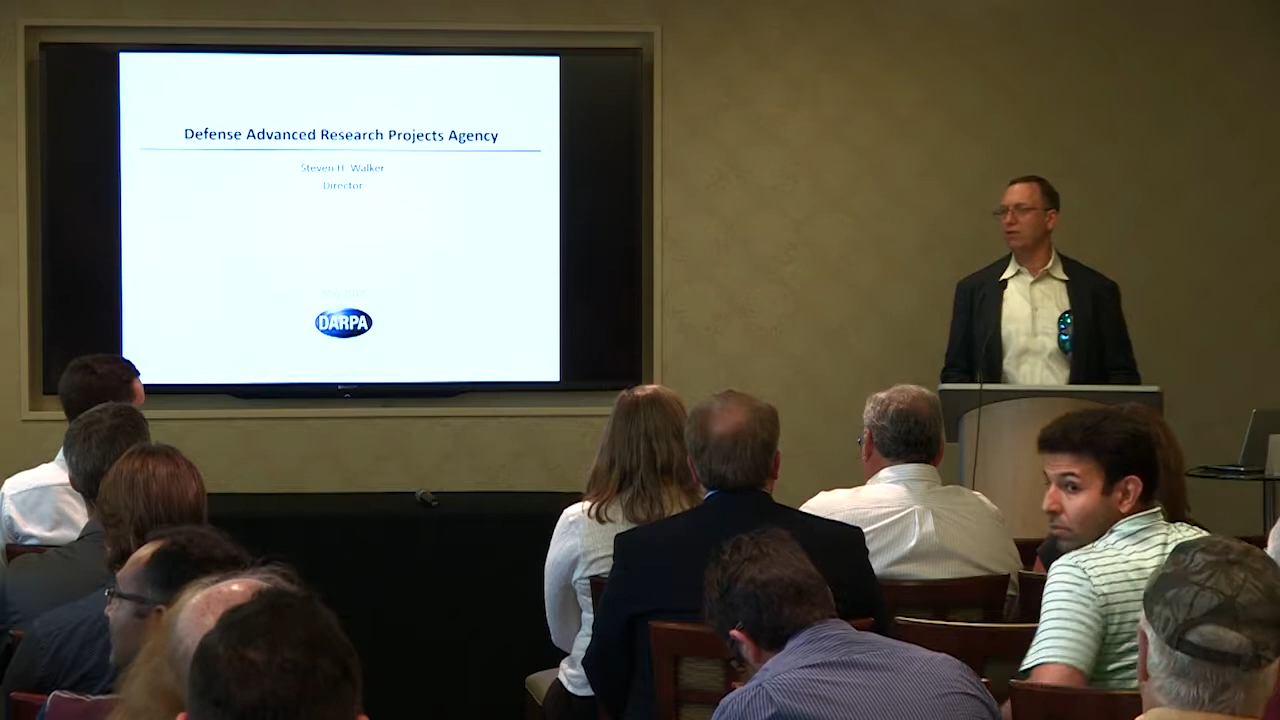 Defense Advanced Research Projects Agency
Steven H. Walker
Director
DARPA